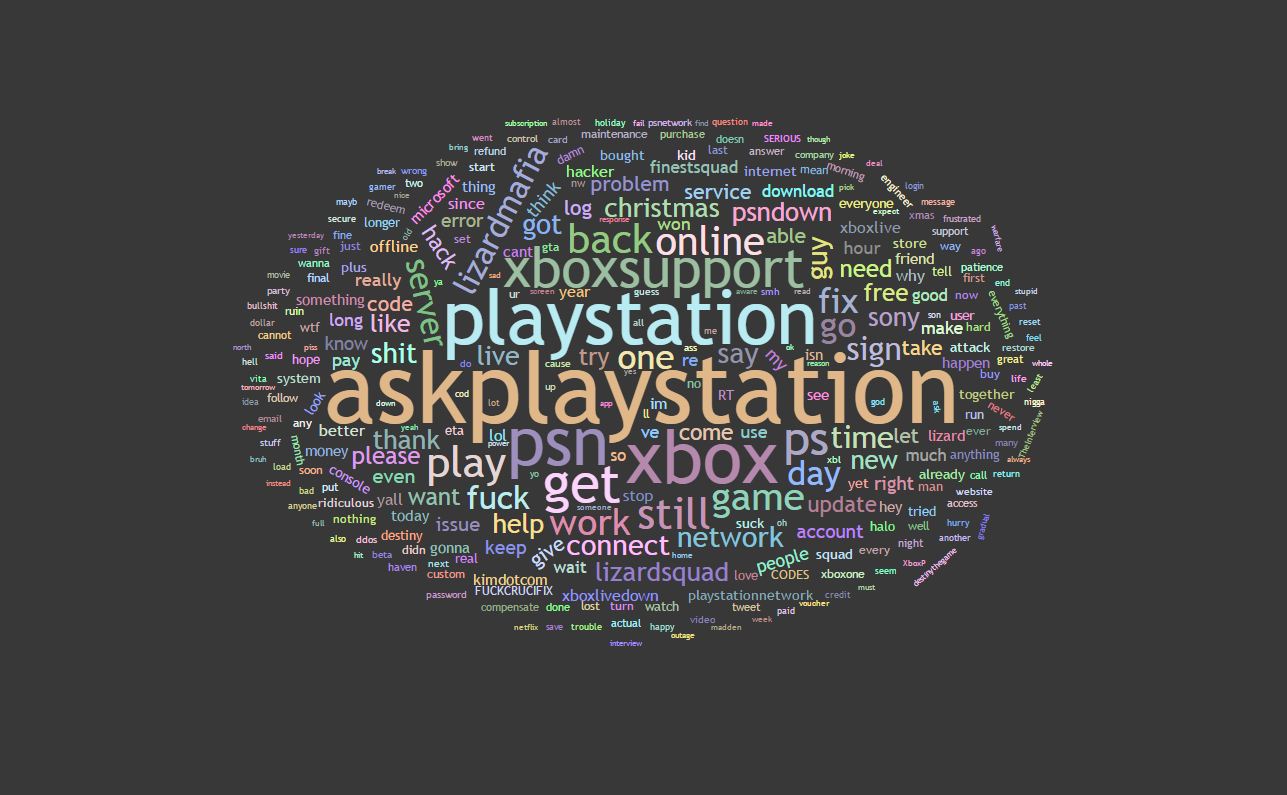 subscription almost holiday fail psnetwork find question made
went control card maintenance purchase doesn SERIOUS though
bring refund damn bought kid last answer company joke
break wrong show start hacker finestsquad internet mean morning deal
gamer two microsoft thing lizardmafia think nw problem service download pick engineer login
mayb nice redeem since log christmas psndown everyone expect message
secure longer old error got response won able xboxlive xmas frustrated
yesterday fine set hack cant gta back online guy hour store support
sure gift just offline server ya sad xboxsupport need why way ago warfare
wanna plus really ur screen year guess aware smh read friend tell patience
movie final something code playstation fix free good first end
party bullshit ruin long like all me go sony now everything stupid
dollar wtf know shit live try one ass say my ok isn sign make user son past
cannot north piss do cause re reason take hard reset
hell said hope pay yes attack restore feel
vita system askplaystation happen great whole
tomorrow idea follow look down cod up lot app no RT god see ask buy life least
email any yeah im together never nigga
change better thank eta lol power ll ve come use ps time let lizard run TheInterview
stuff month money please play psn so xbox xbl new much ever spend many
bruh load soon console even yo day already anything always
instead bad put want fuck get still game yet right call return
anyone ridiculous yall someone stop update man website
full nothing today issue help work suck oh account hey tried access
also ddos destiny gonna keep give connect home network halo well hurry gradual
hit beta didn real wait people squad every night another
haven next custom kimdotcom lizardsquad love CODES xboxone seem XboxP destinythegame
password FUCKCRUCIFIX xboxlivedown playstationnetwork credit must
compensate done lost turn watch tweet paid voucher
netflix save trouble actual happy video madden week
interview outage